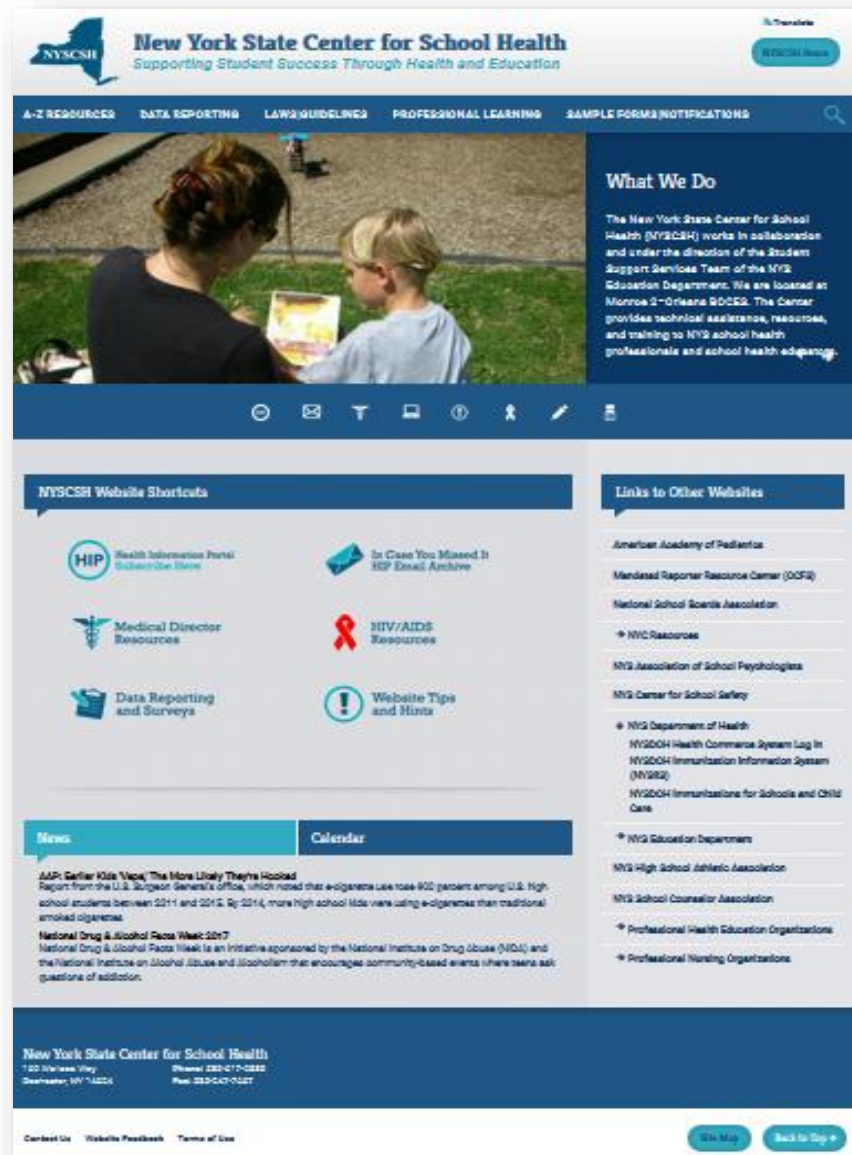 Translate
NYSCSH
New York State Center for School Health
Supporting Student Success Through Health and Education
NYSCSH Home
A-Z RESOURCES DATA REPORTING LAWS|GUIDELINES PROFESSIONAL LEARNING SAMPLE FORMS|NOTIFICATIONS
What We Do
The New York State Center for School
Health (NYSCSH) works in collaboration
and under the direction of the Student
Support Services Team of the NYS
Education Department. We are located at
Monroe 2-Orleans BOCES. The Center
provides technical assistance, resources,
and training to NYS school health
professionals and school health educators.
NYSCSH Website Shortcuts
HIP
Health Information Portal
Subscribe Here
In Case You Missed It
HIP Email Archive
Medical Director
Resources
HIV/AIDS
Resources
Data Reporting
and Surveys
Website Tips
and Hints
News
Calendar
AAP: Earlier Kids 'Vape,' The More Likely They're Hooked
Report from the U.S. Surgeon General's office, which noted that e-cigarette use rose 900 percent among U.S. high
school students between 2011 and 2015. By 2014, more high school kids were using e-cigarettes than traditional
smoked cigarettes
National Drug & Alcohol Facts Week 2017
National Drug & Alcohol Facts Week is an initiative sponsored by the National Institute on Drug Abuse (NIDA) and
the National Institute on Alcohol Abuse and Alcoholism that encourages community-based events where teens ask
questions of addiction.
Links to Other Websites
American Academy of Pediatrics
Mandated Reporter Resource Center (OCFS)
National School Boards Association
NYC Resources
NYS Association of School Psychologists
NYS Center for School Safety
NYS Department of Health
NYSDOH Health Commerce System Log In
NYSDOH Immunization Information System
(NYSIIS)
NYSDOH Immunizations for Schools and Child
Care
NYS Education Department
NYS High School Athletic Association
NYS School Counselor Association
Professional Health Education Organizations
Professional Nursing Organizations
New York State Center for School Health
Way Phone:
Rochester, NY Fax:
Contact Us Website Feedback Terms of Use
Site Map
Back to Top